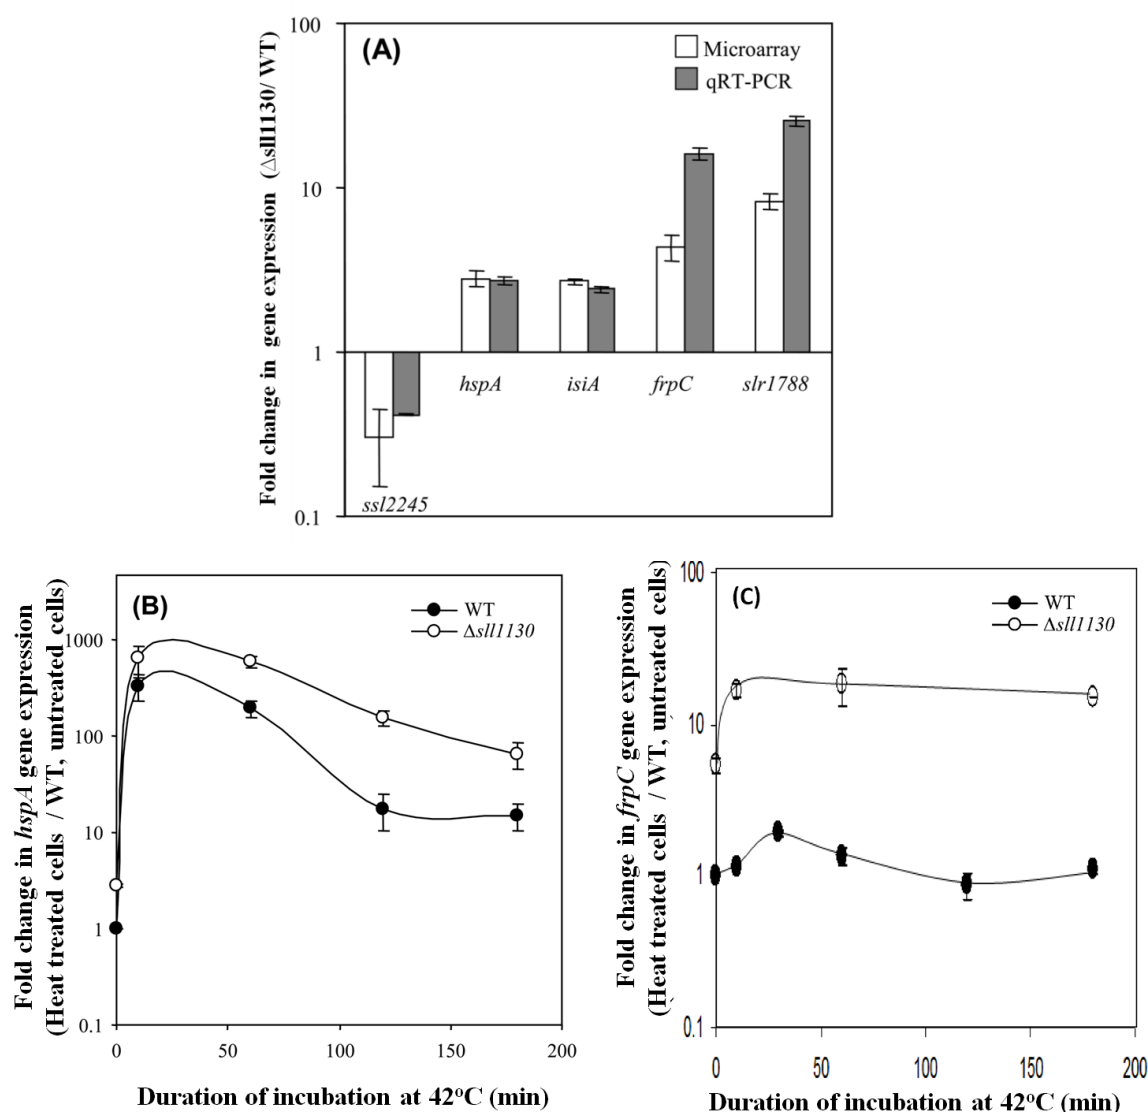 Fold change in gene expression (△sll1130/ WT)
100
10
1
0.1
(A)
Microarray
qRT-PCR
ssl2245
hspA
isiA
frpC
slr1788
Fold change in hspA gene expression
(Heat treated cells / WT, untreated cells)
1000
100
10
1
0.1
(B)
WT
Δsll1130
0
50
100
150
200
Duration of incubation at 42°C (min)
Fold change in frpC gene expression
(Heat treated cells / WT, untreated cells)
100
10
1
0.1
(C)
WT
Δsll1130
0
50
100
150
200
Duration of incubation at 42°C (min)